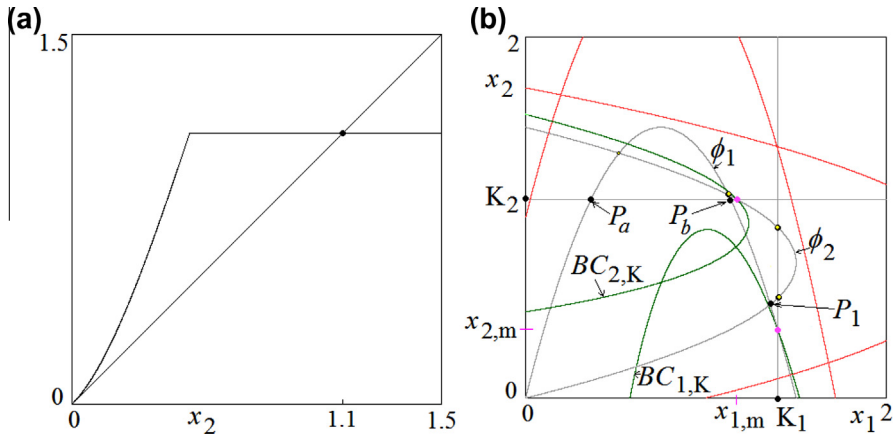 (a)
1.5
0
0
x₂
1.1
1.5
(b)
2
x₂
K₂
x₂,m
0
ϕ₁
ϕ₂
Pₐ
P_b
P₁
BC₂,K
BC₁,K
0
x₁,m
K₁
x₁
2